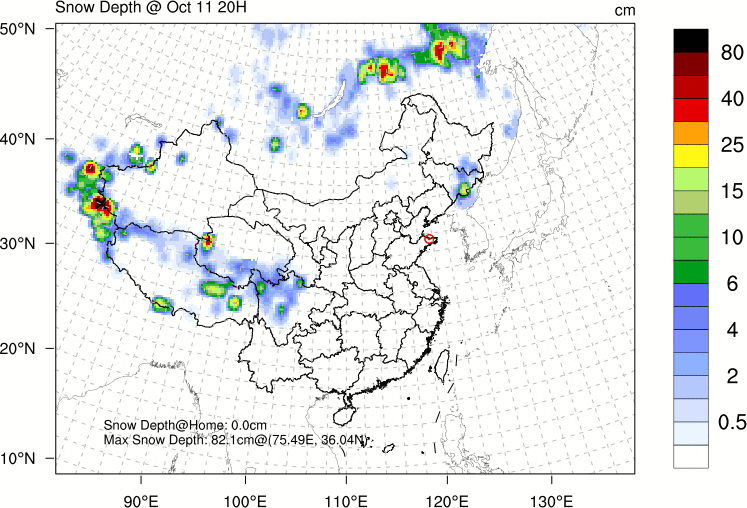 Snow Depth @ Oct 11 20H
cm
50°N
40°N
30°N
20°N
10°N
80
40
25
15
10
6
4
2
0.5
Snow Depth@Home: 0.0cm
Max Snow Depth: 82.1cm@(75.49E, 36.04N)
90°E
100°E
110°E
120°E
130°E